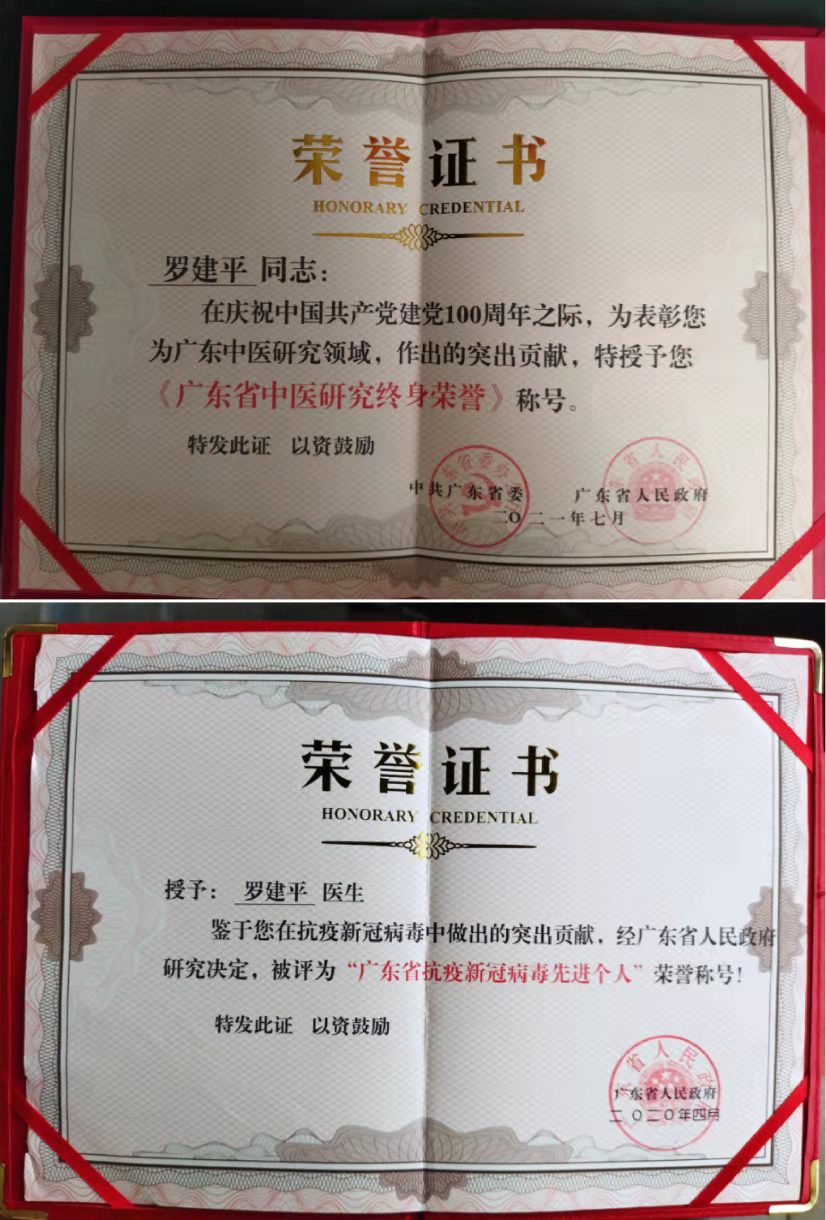 荣誉证书
HONORARY CREDENTIAL
罗建平 同志：
在庆祝中国共产党建党100周年之际，为表彰您
为广东中医研究领域，作出的突出贡献，特授予您
《广东省中医研究终身荣誉》称号。
特发此证 以资鼓励
中共广东省委 广东省人民政府
二〇二一年七月
荣誉证书
HONORARY CREDENTIAL
授予： 罗建平 医生
鉴于您在抗疫新冠病毒中做出的突出贡献，经广东省人民政府
研究决定，被评为“广东省抗疫新冠病毒先进个人”荣誉称号！
特发此证 以资鼓励
广东省人民政府
二〇二〇年四月